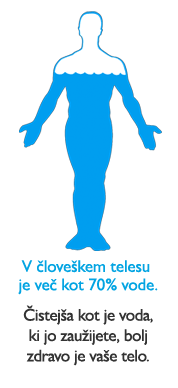 V človeškem telesu
je več kot 70% vode.
Čistejša kot je voda,
ki jo zaužijete, bolj
zdravo je vaše telo.